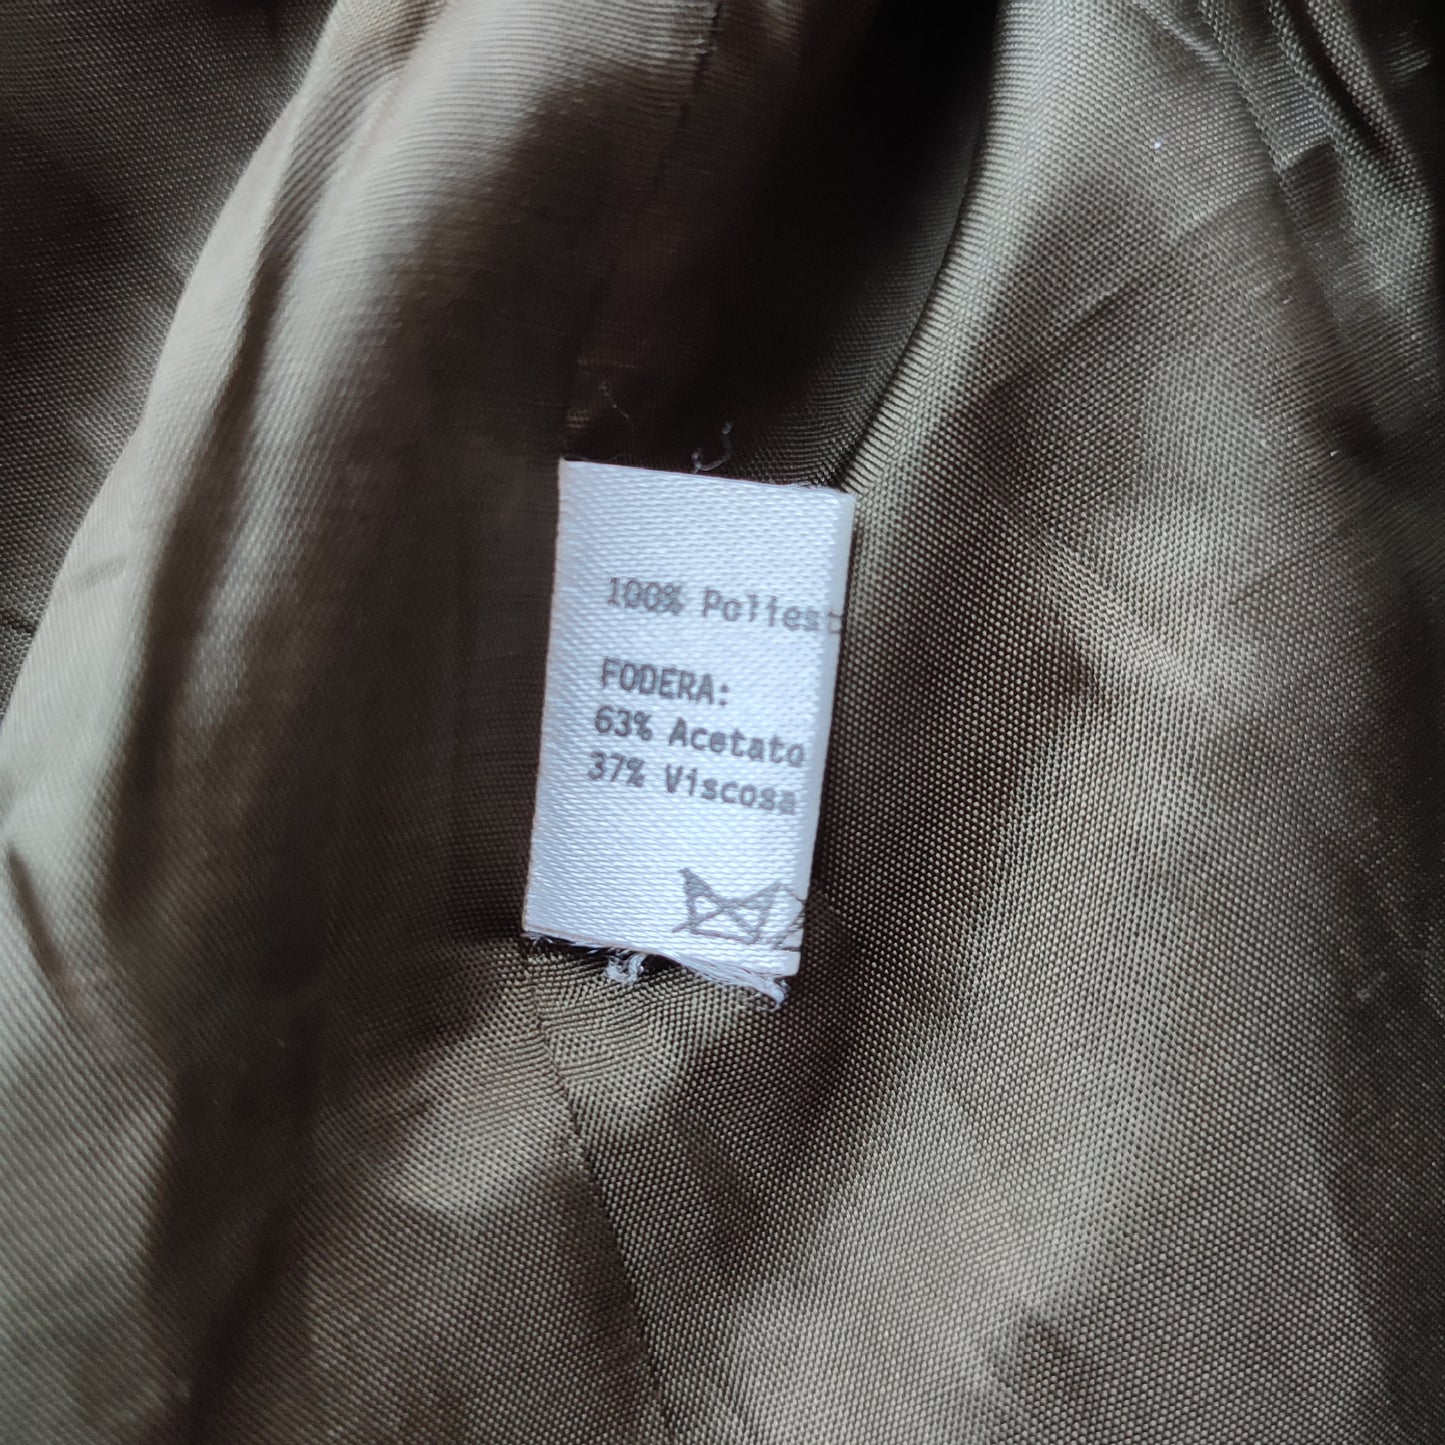 100% Poliest
FODERA:
63% Acetato
37% Viscosa